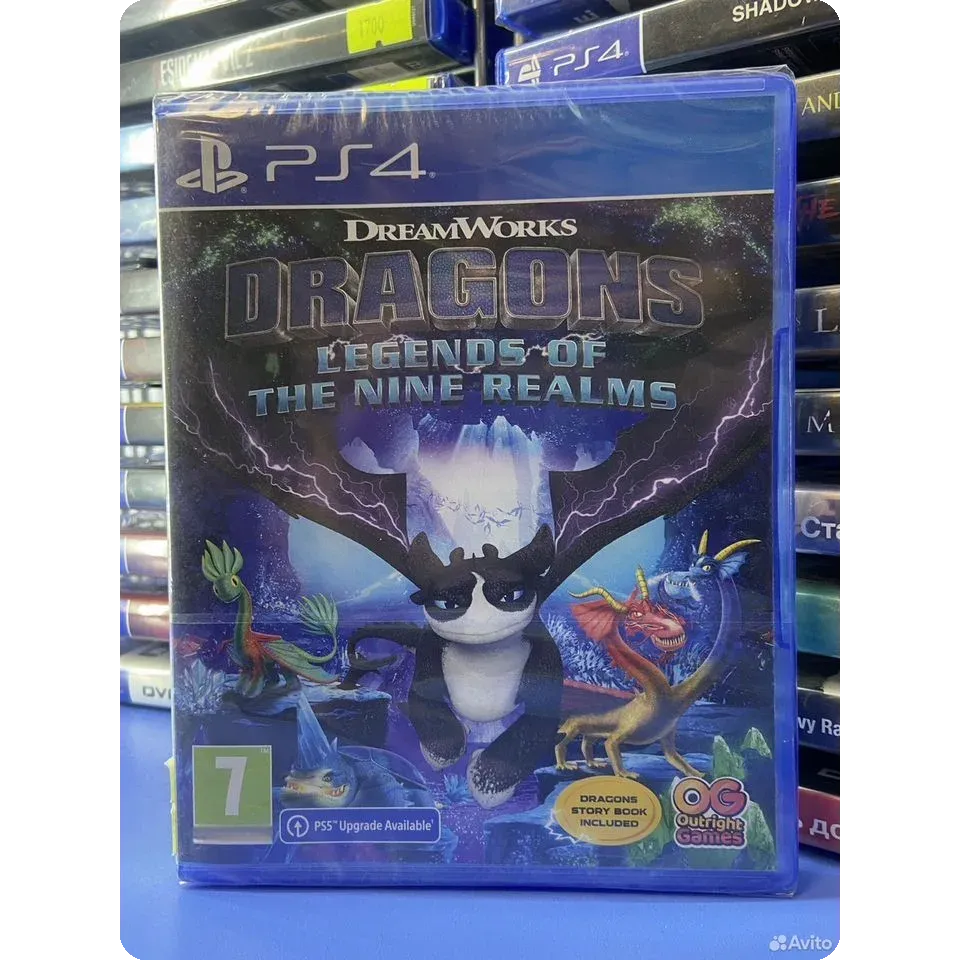 1700
SHADOW
PS4
PS4
DREAMWORKS
DRAGONS
LEGENDS OF
THE NINE REALMS
7
PS5™ Upgrade Available
DRAGONS
STORY BOOK
INCLUDED
OG
Outright
Games
Avito